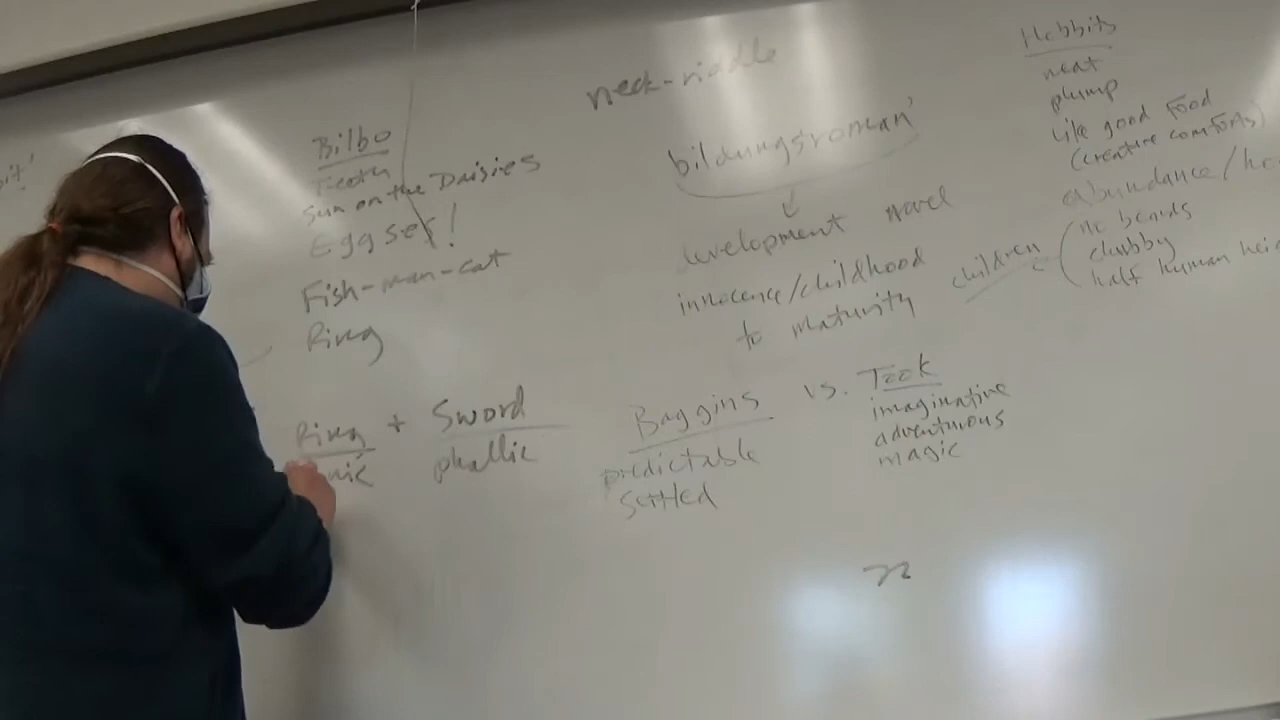 neck-riddle
Bilbo
Teeth
Sun on the Daisies
Eggses!
Fish-man-cat
Ring
Ring + Sword
phallic
bildungsroman
development novel
innocence/childhood
to maturity
children
Baggins vs. Took
predictable
settled
imaginative
adventurous
magic
Hobbits
neat
plump
like good food
(creature comforts)
abundance/
no beards
chubby
half human